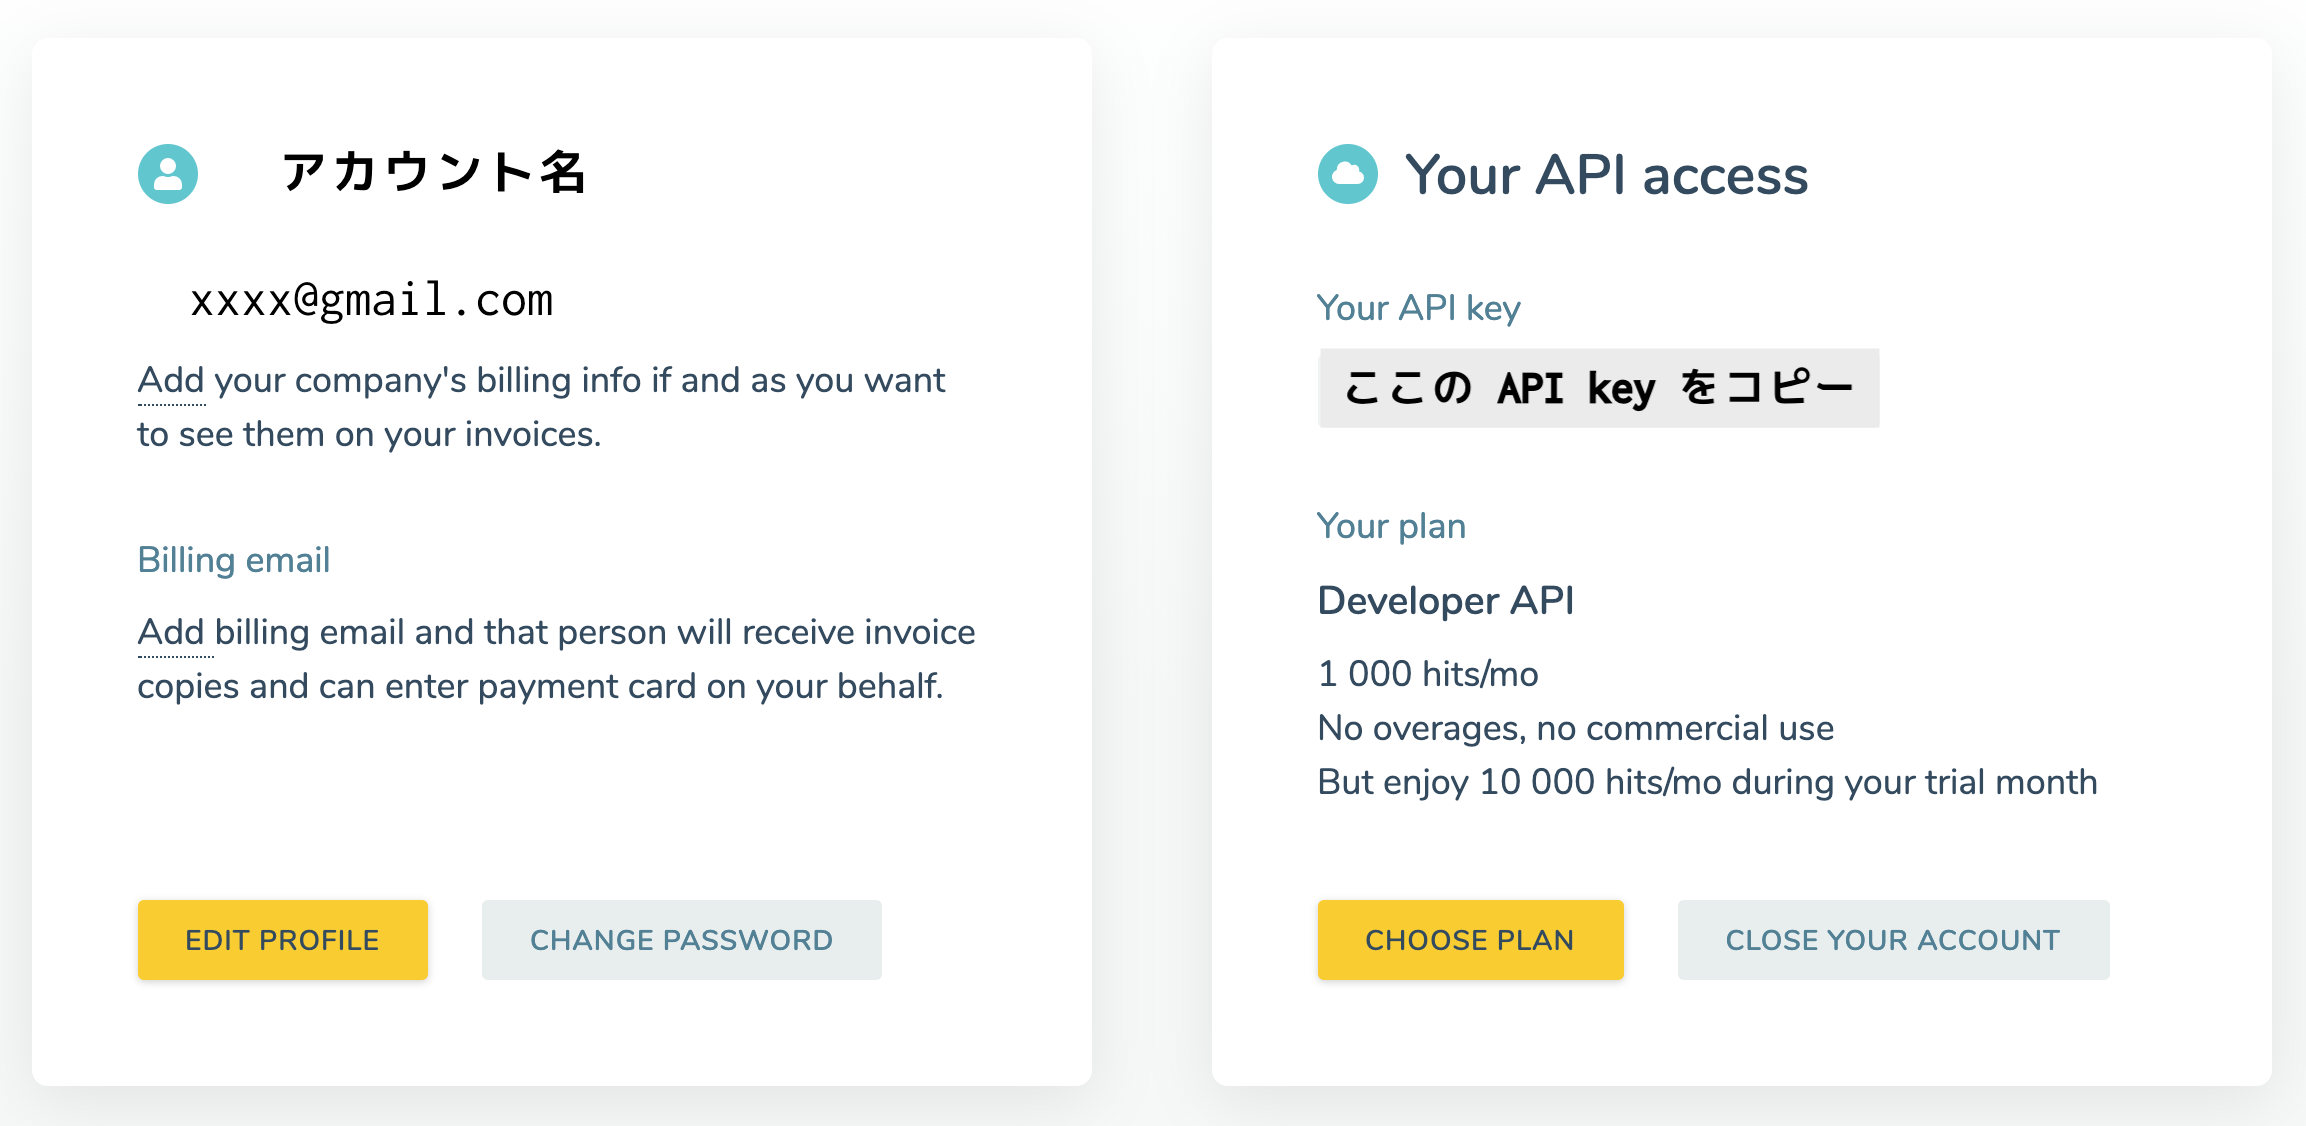 アカウント名
xxxx@gmail.com
Add your company's billing info if and as you want
to see them on your invoices.
Billing email
Add billing email and that person will receive invoice
copies and can enter payment card on your behalf.
EDIT PROFILE
CHANGE PASSWORD
Your API access
Your API key
ここの API key をコピー
Your plan
Developer API
1 000 hits/mo
No overages, no commercial use
But enjoy 10 000 hits/mo during your trial month
CHOOSE PLAN
CLOSE YOUR ACCOUNT